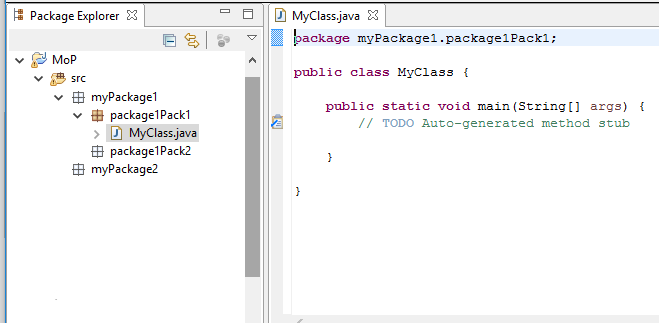 Package Explorer
MoP
src
myPackage1
package1Pack1
MyClass.java
package1Pack2
myPackage2
MyClass.java
package myPackage1.package1Pack1;
public class MyClass {
public static void main(String[] args) {
// TODO Auto-generated method stub
}
}